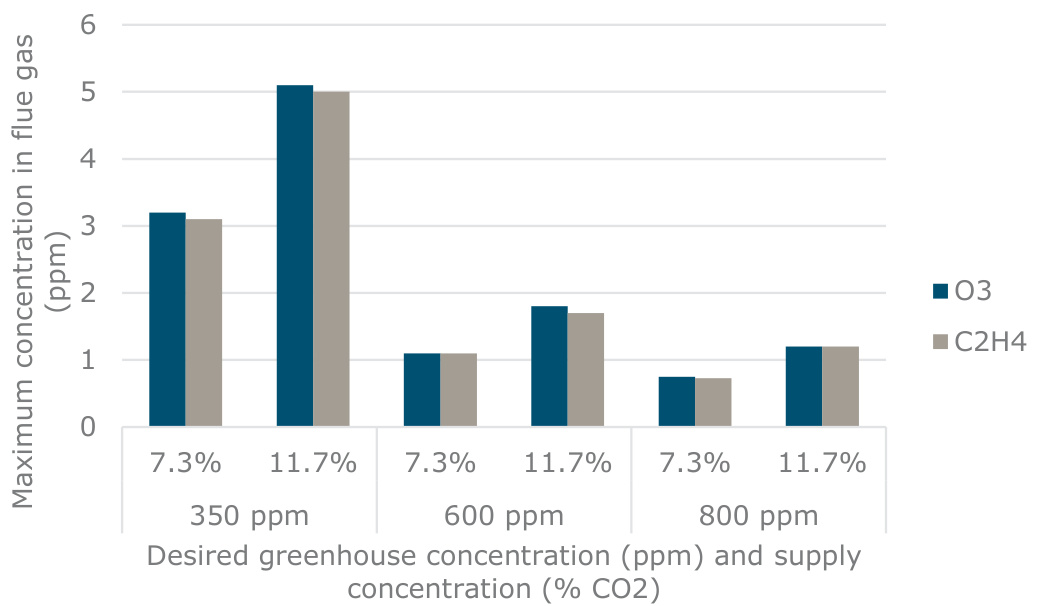 Maximum concentration in flue gas
(ppm)
6
5
4
3
2
1
0
7.3% 11.7% 7.3% 11.7% 7.3% 11.7%
350 ppm 600 ppm 800 ppm
Desired greenhouse concentration (ppm) and supply
concentration (% CO2)
O3
C2H4